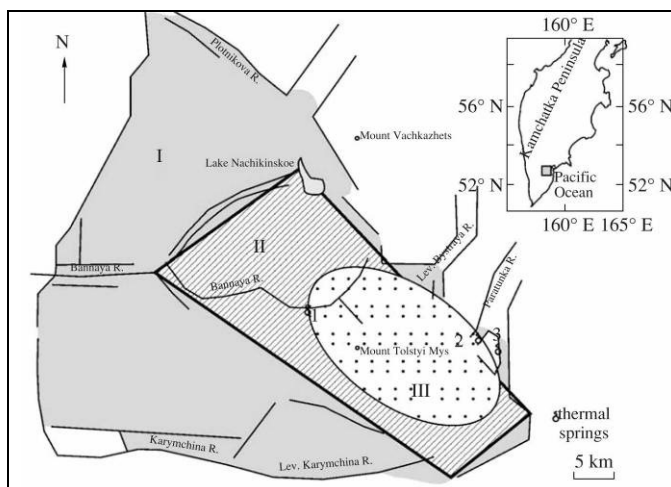 N
Plotnikova R.
I
Mount Vachkazhets
Lake Nachikinskoe
II
Bannaya R.
Bannaya R.
Lev. Bystraya R.
Paratunka R.
1
2
3
Mount Tolstyi Mys
III
Karymchina R.
Lev. Karymchina R.
thermal
springs
5 km
160° E
Kamchatka Peninsula
56° N
56° N
Pacific
Ocean
52° N
52° N
160° E
165° E